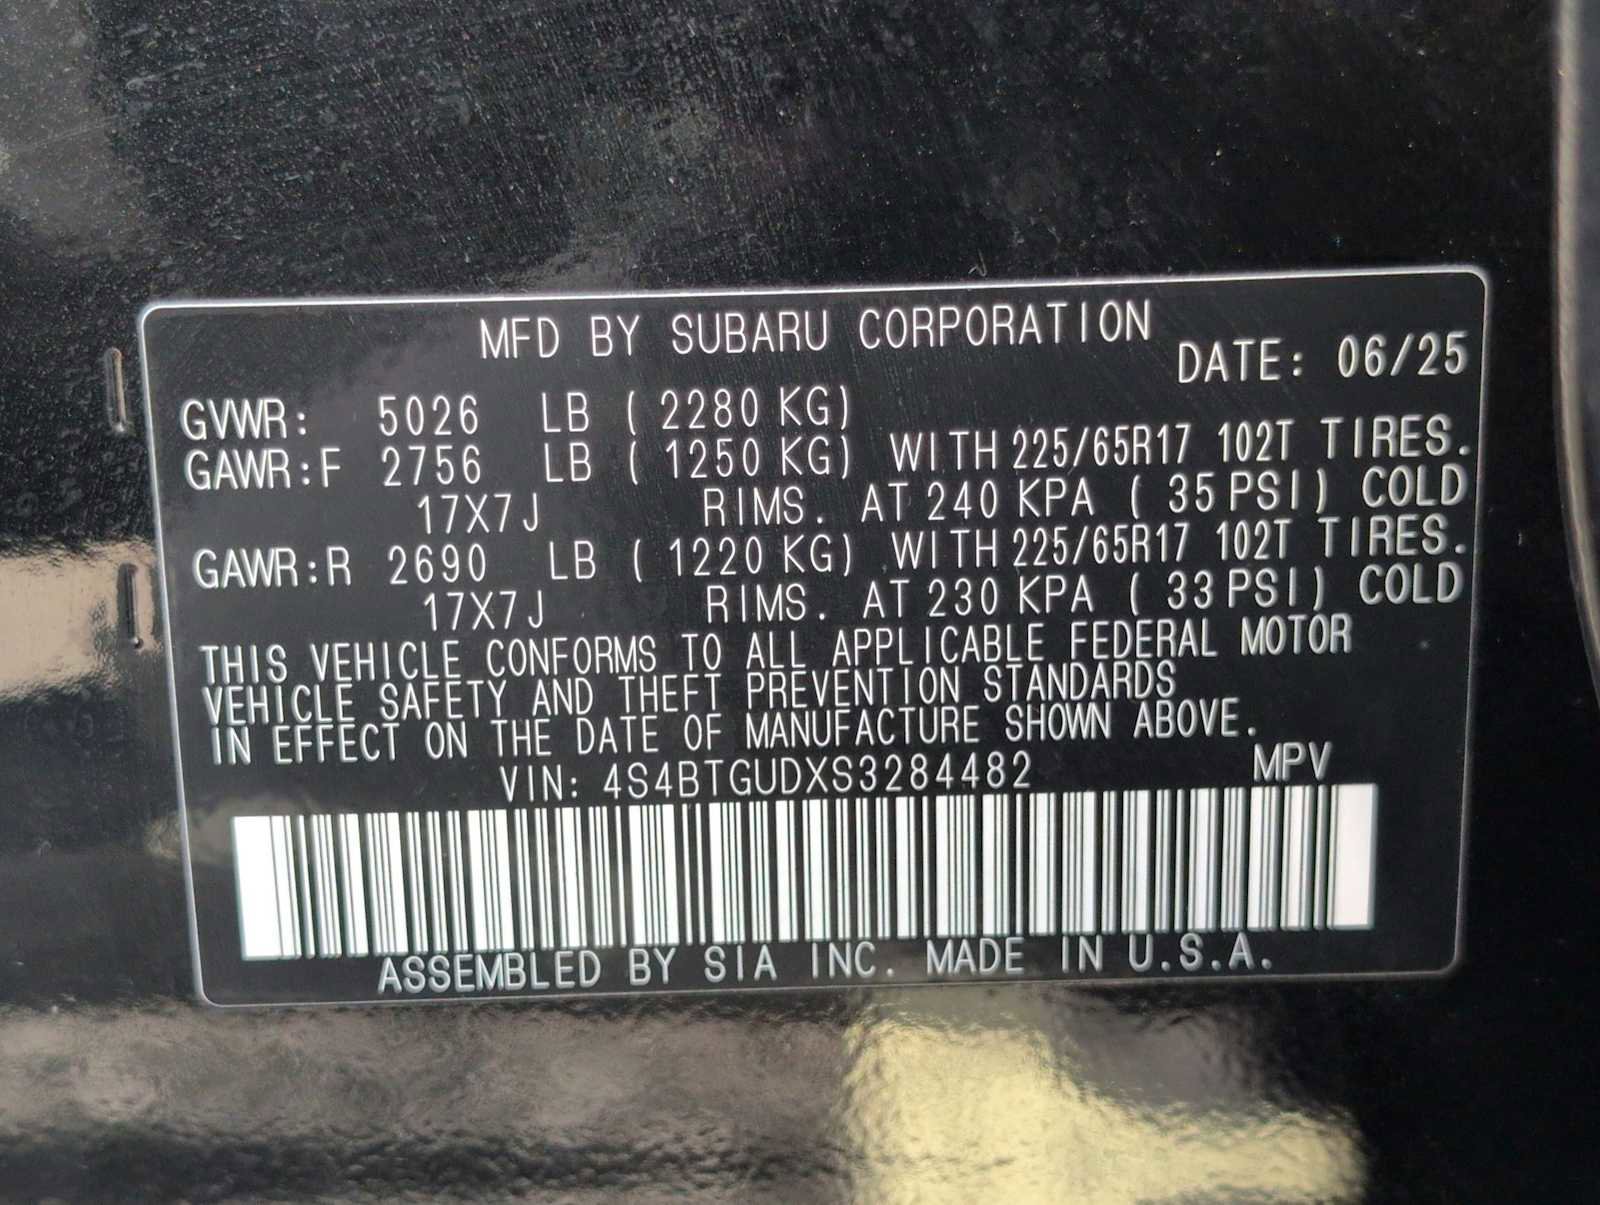 MFD BY SUBARU CORPORATION
DATE: 06/25
GVWR: 5026 LB ( 2280 KG)
GAWR:F 2756 LB ( 1250 KG) WITH 225/65R17 102T TIRES.
17X7J RIMS. AT 240 KPA ( 35 PSI) COLD
GAWR:R 2690 LB ( 1220 KG) WITH 225/65R17 102T TIRES.
17X7J RIMS. AT 230 KPA ( 33 PSI) COLD
THIS VEHICLE CONFORMS TO ALL APPLICABLE FEDERAL MOTOR
VEHICLE SAFETY AND THEFT PREVENTION STANDARDS
IN EFFECT ON THE DATE OF MANUFACTURE SHOWN ABOVE.
VIN: 4S4BTGUDXS3284482 MPV
ASSEMBLED BY SIA INC. MADE IN U.S.A.